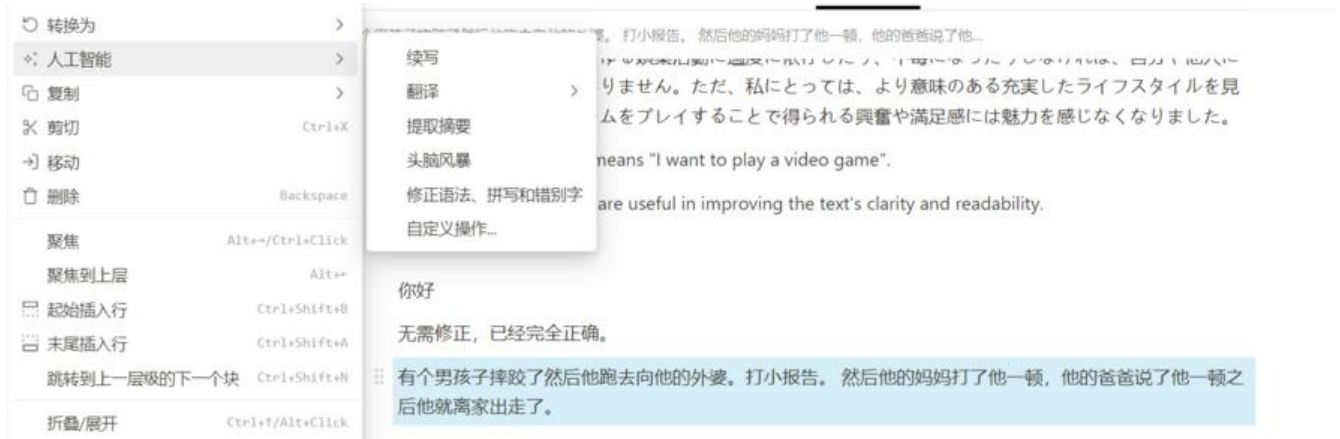 转换为
人工智能
复制
剪切 Ctrl+X
移动
删除 Backspace
聚焦 Alt+→/Ctrl+Click
聚焦到上层 Alt+←
起始插入行 Ctrl+Shift+B
末尾插入行 Ctrl+Shift+A
跳转到上一层级的下一个块 Ctrl+Shift+N
折叠/展开 Ctrl+↑/Alt+Click
续写
翻译
提取摘要
头脑风暴
修正语法、拼写和错别字
自定义操作...
婆。 打小报告。 然后他的妈妈打了他一顿，他的爸爸说了他...
りません。ただ、私にとっては、より意味のある充実したライフスタイルを見
ムをプレイすることで得られる興奮や満足感には魅力を感じなくなりました。
means "I want to play a video game".
are useful in improving the text's clarity and readability.
你好
无需修正，已经完全正确。
有个男孩子摔跤了然后他跑去向他的外婆。打小报告。 然后他的妈妈打了他一顿，他的爸爸说了他一顿之
后他就离家出走了。